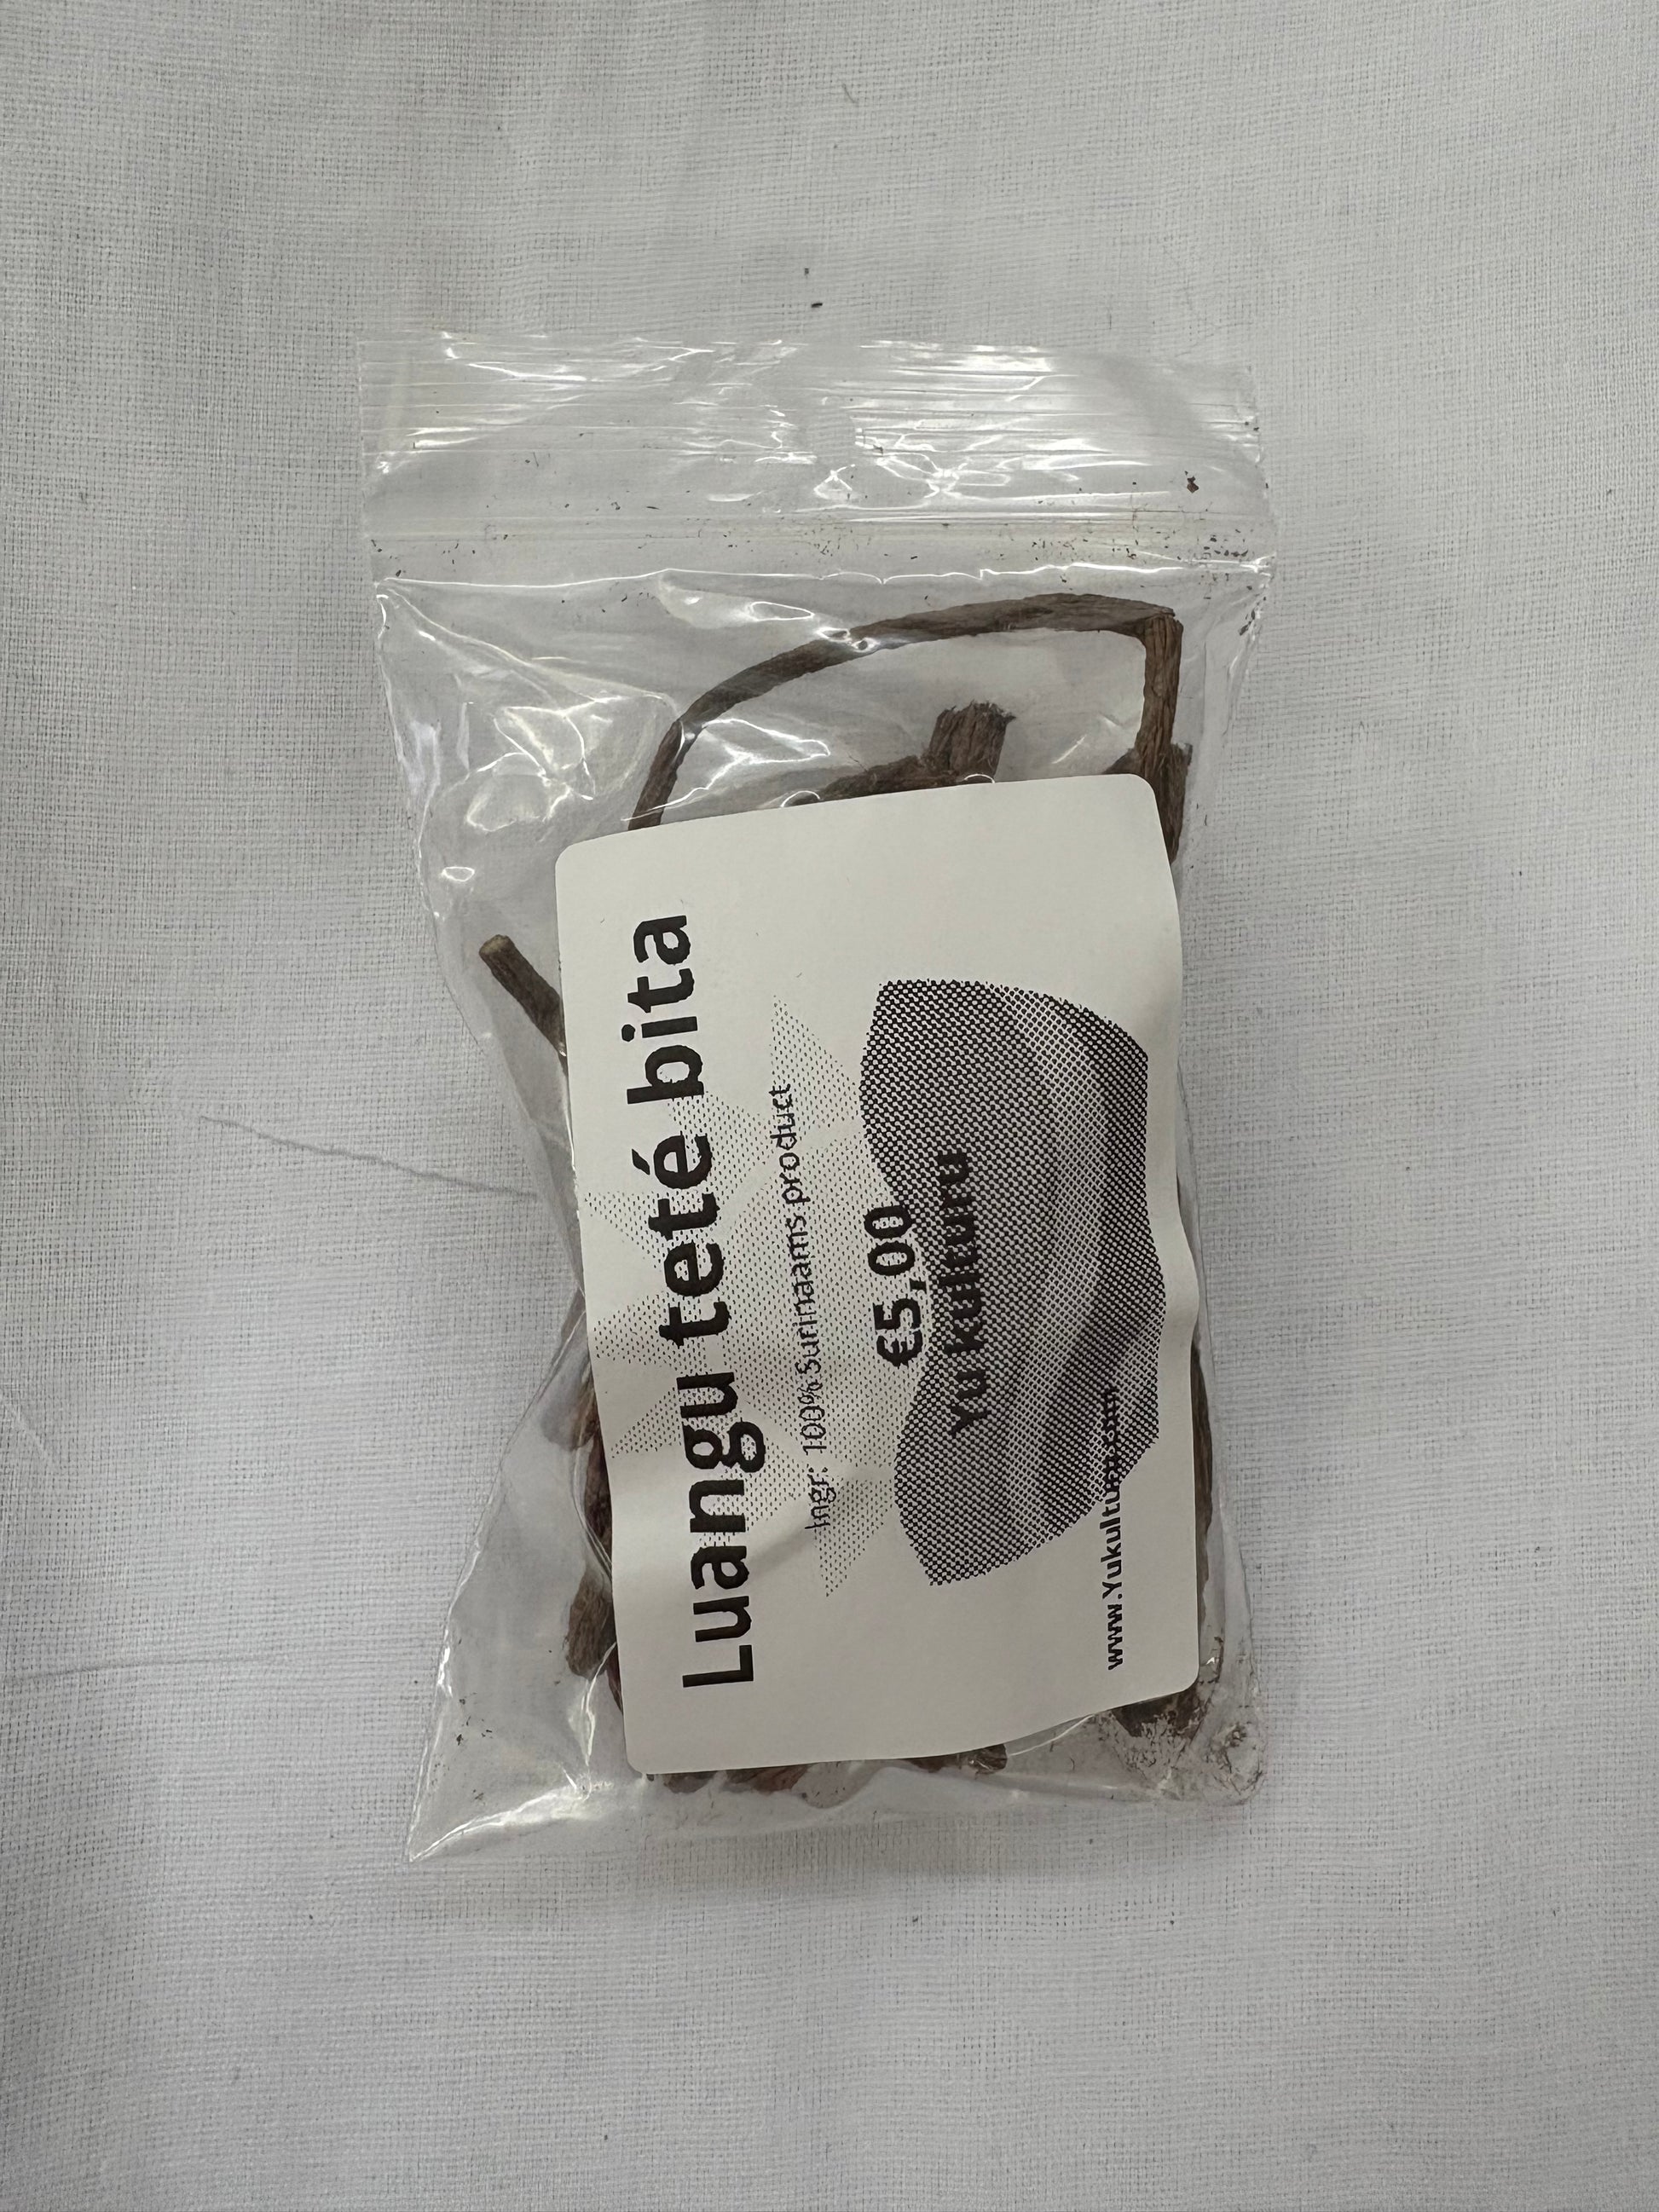 Luangu teté bita
Ingr: 100% Surinaams product
€5,00
Yu kulturu
www.Yukulturu.com